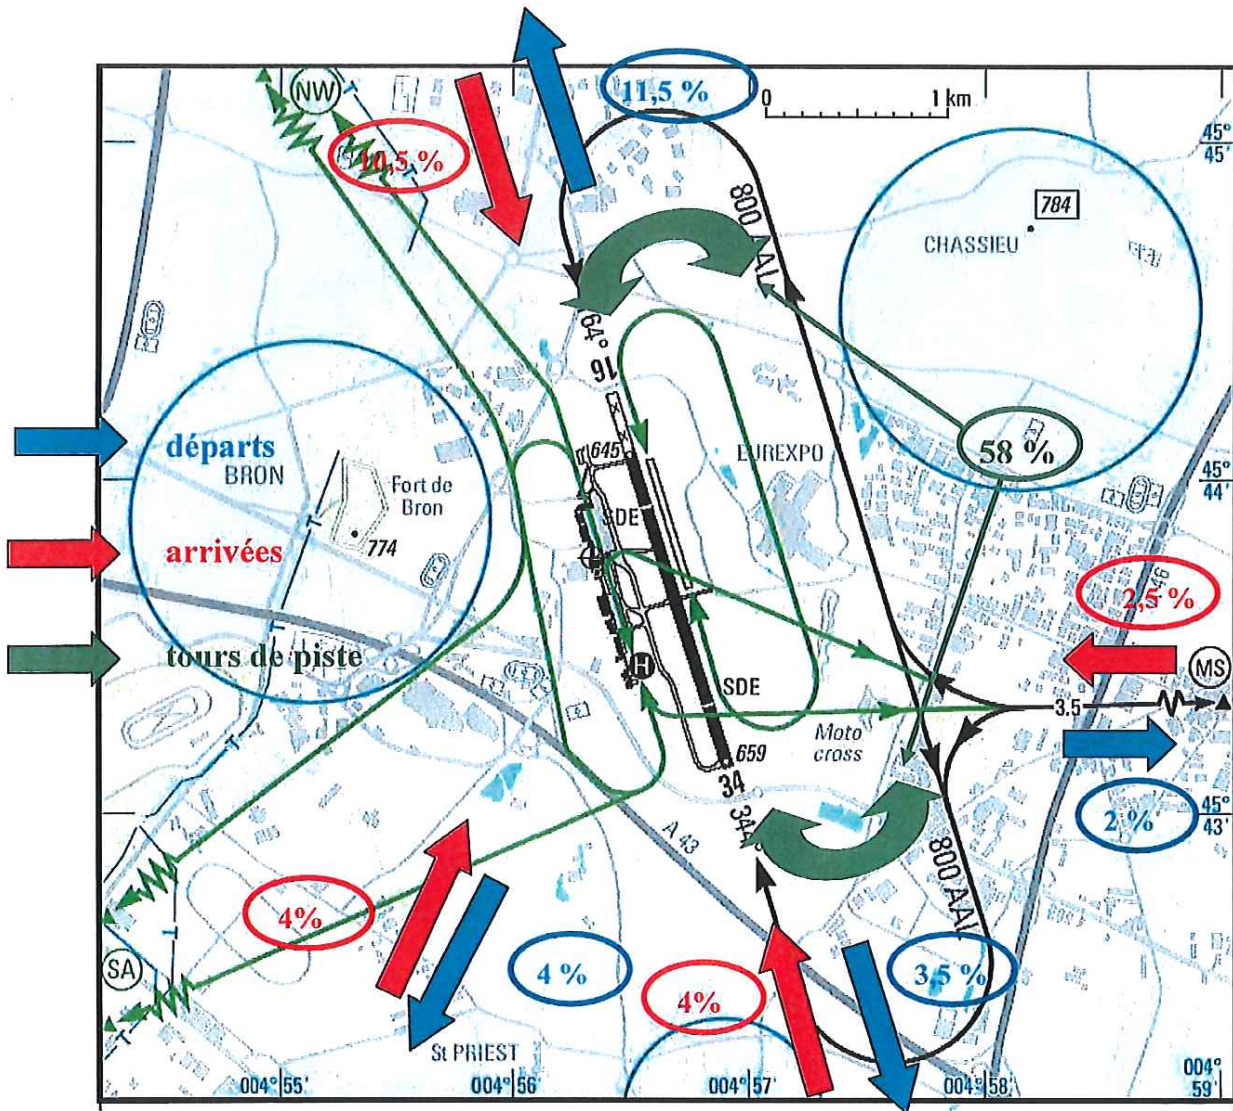 11,5 %
0 1 km
NW
10,5 %
45°
45'
784
CHASSIEU
800 AAL
64°
16
départs
BRON
645
EUREXPO
58 %
Fort de
Bron
45°
44'
SDE
774
arrivées
46
2,5 %
tours de piste
H
SDE
MS
3.5
Moto
cross
659
34
2 %
45°
43'
344°
A 43
800 AAL
4%
SA
4 %
4%
3,5 %
St PRIEST
004° 55'
004° 56'
004° 57'
004° 58'
004°
59'